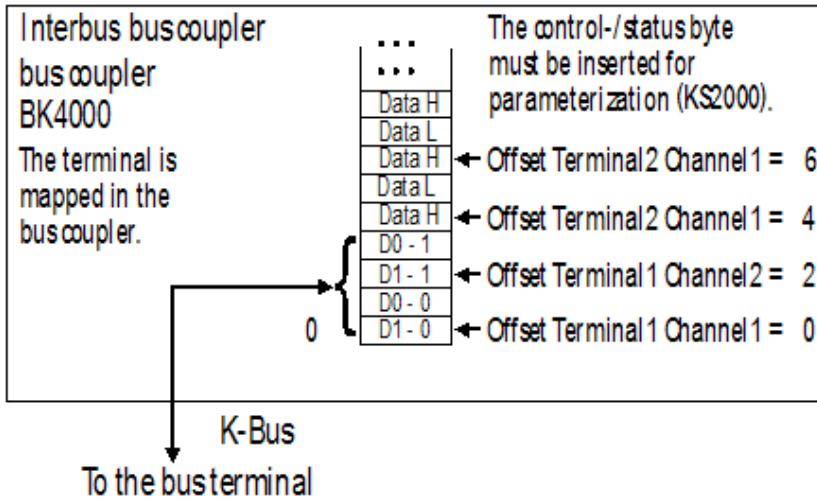 Interbus bus coupler
bus coupler
BK4000
The terminal is
mapped in the
bus coupler.
...
...
Data H
Data L
Data H
Data L
Data H
D0 - 1
D1 - 1
D0 - 0
D1 - 0
0
The control-/status byte
must be inserted for
parameterization (KS2000).
Offset Terminal 2 Channel 1 = 6
Offset Terminal 2 Channel 1 = 4
Offset Terminal 1 Channel 2 = 2
Offset Terminal 1 Channel 1 = 0
K-Bus
To the bus terminal